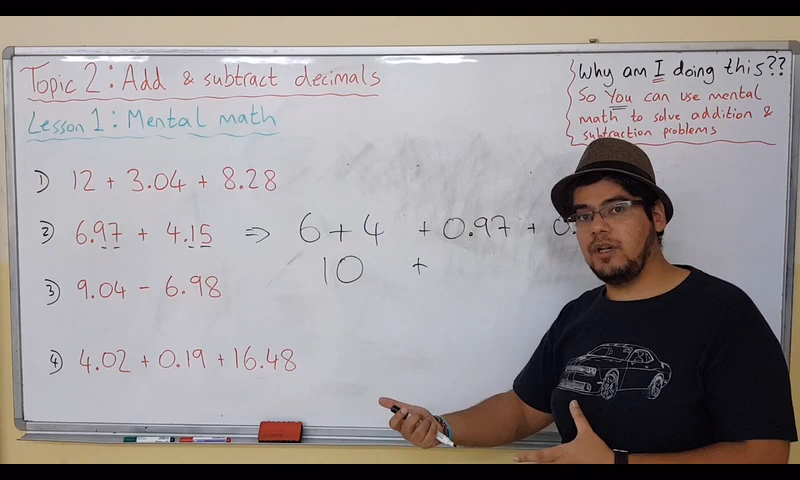 Topic 2: Add & subtract decimals
Lesson 1: Mental math
Why am I doing this??
So You can use mental
math to solve addition &
subtraction problems
1) 12 + 3.04 + 8.28
2) 6.97 + 4.15 ⇒ 6 + 4 + 0.97 + 0.
10 +
3) 9.04 - 6.98
4) 4.02 + 0.19 + 16.48